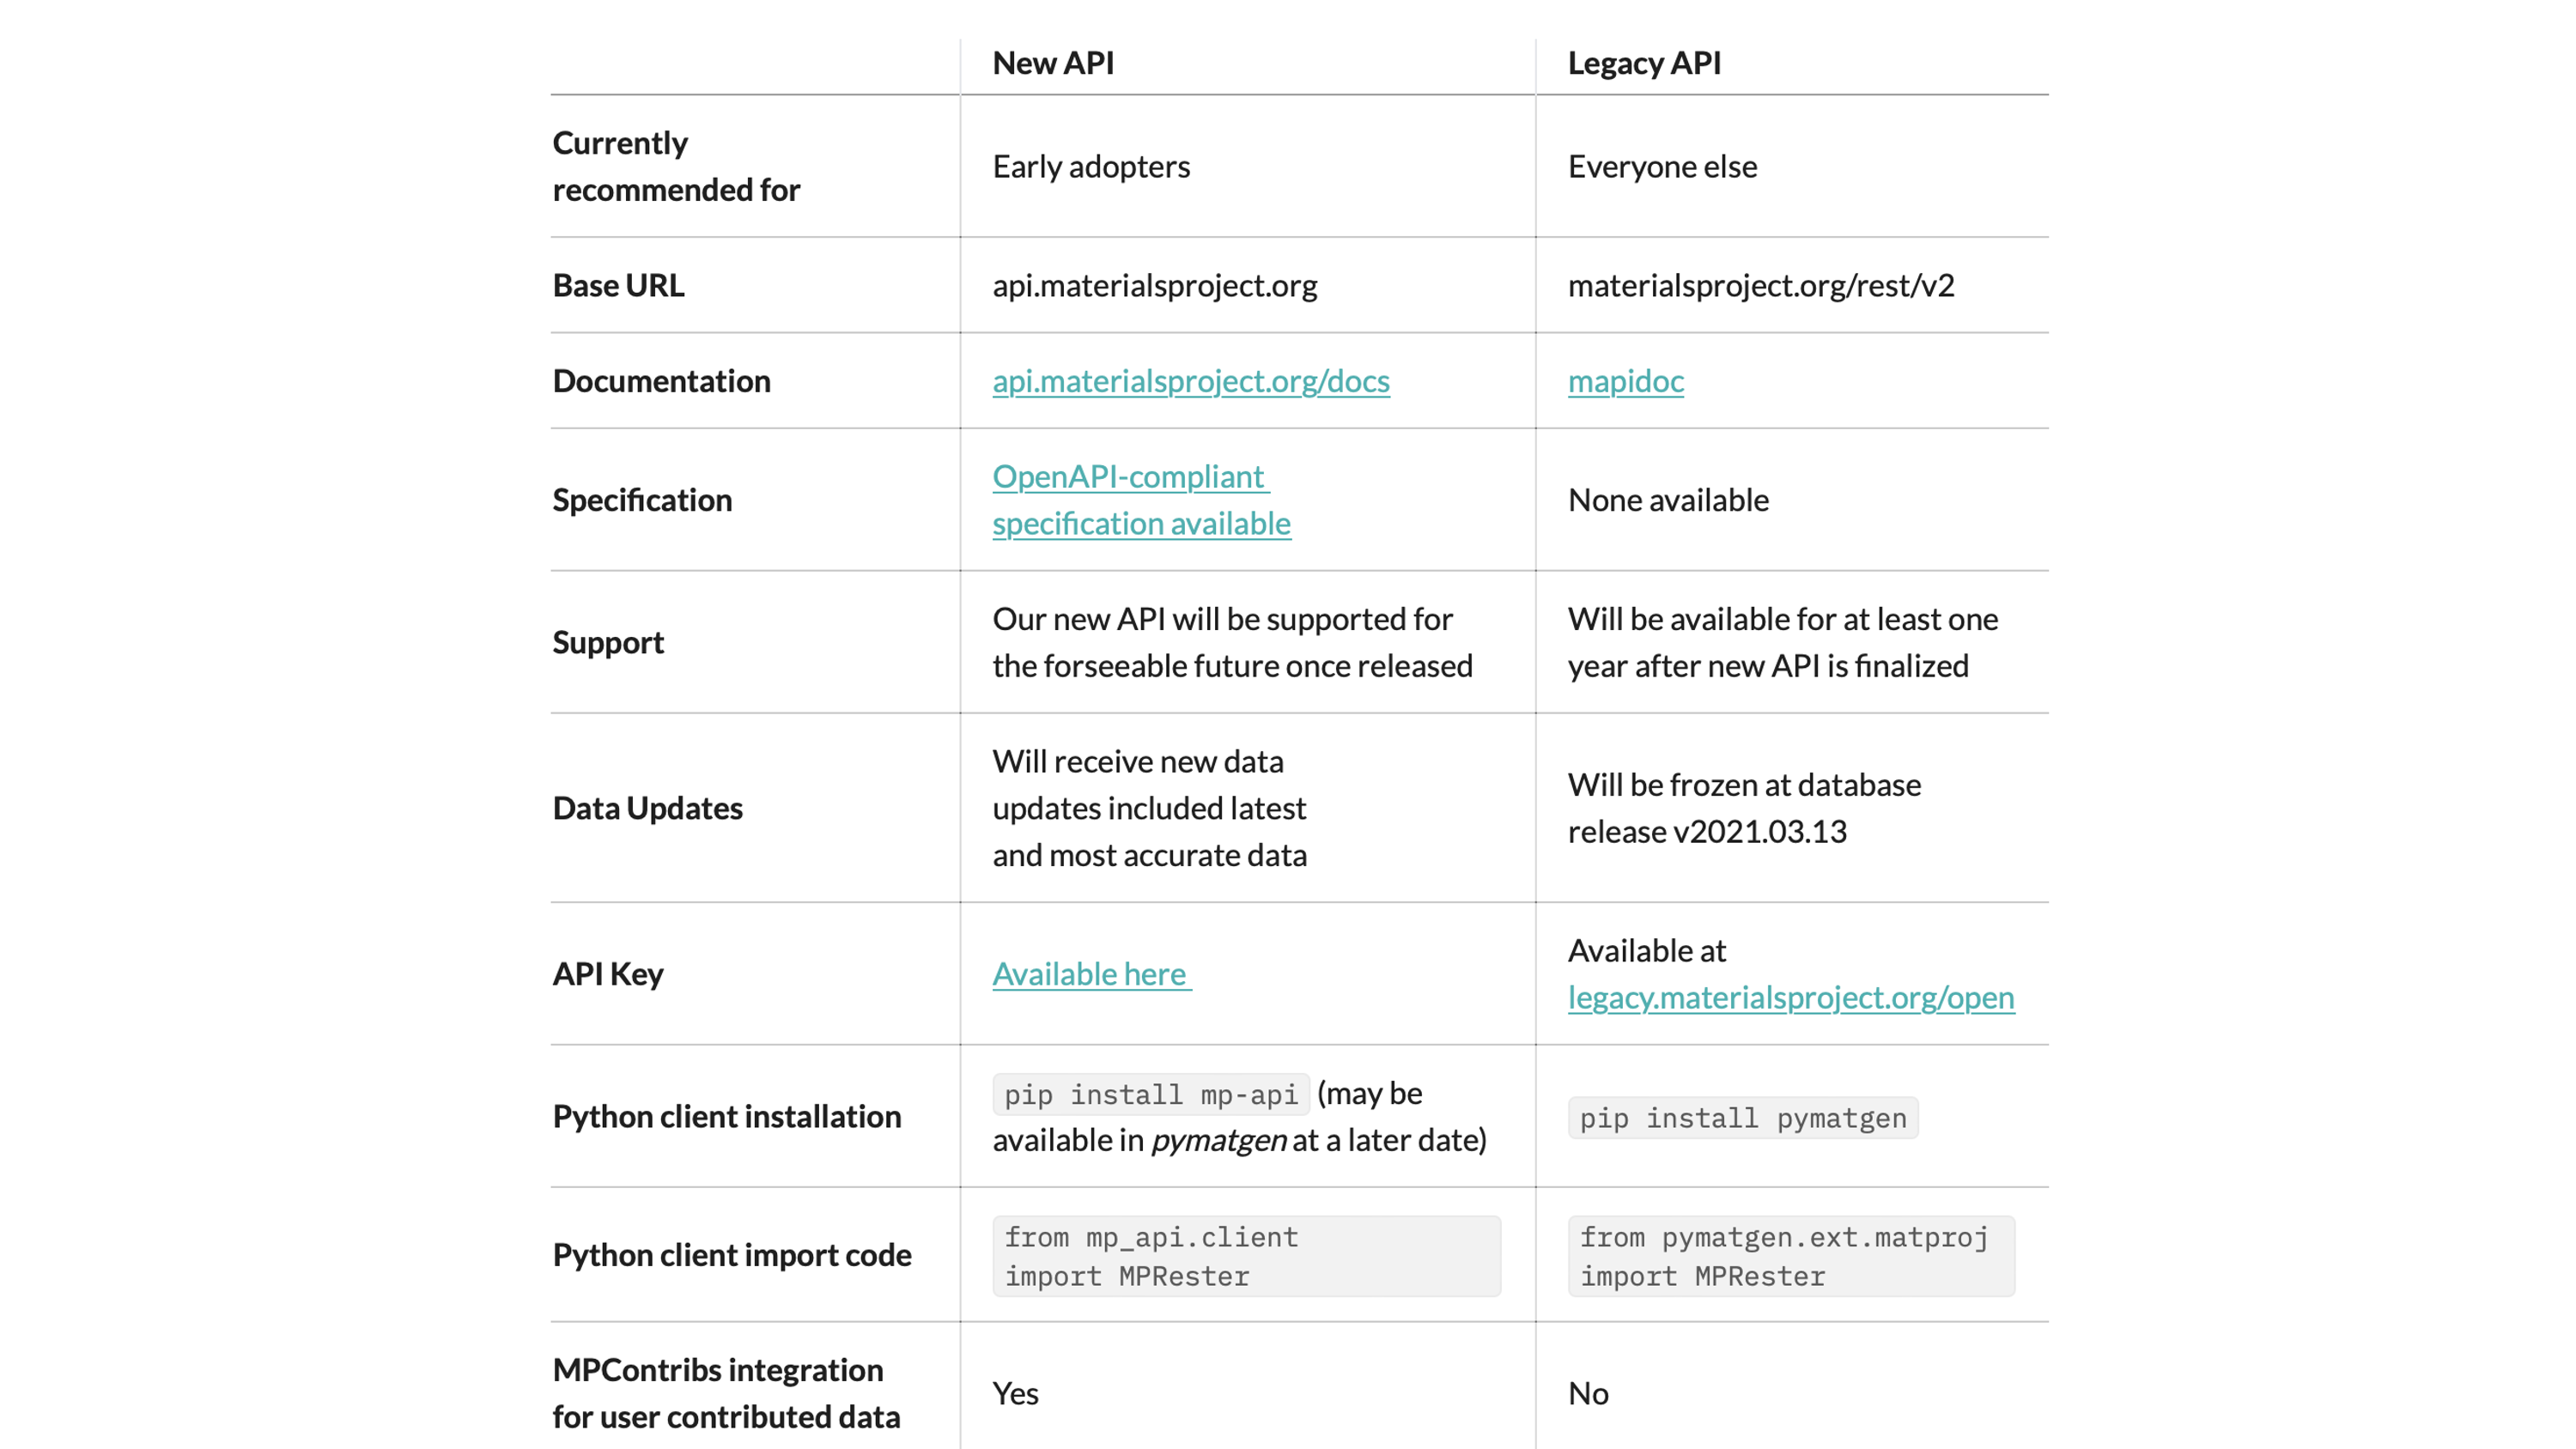 New API
Legacy API
Currently
recommended for
Early adopters
Everyone else
Base URL
api.materialsproject.org
materialsproject.org/rest/v2
Documentation
api.materialsproject.org/docs
mapidoc
Specification
OpenAPI-compliant
specification available
None available
Support
Our new API will be supported for
the forseeable future once released
Will be available for at least one
year after new API is finalized
Data Updates
Will receive new data
updates included latest
and most accurate data
Will be frozen at database
release v2021.03.13
API Key
Available here
Available at
legacy.materialsproject.org/open
Python client installation
pip install mp-api (may be
available in pymatgen at a later date)
pip install pymatgen
Python client import code
from mp_api.client
import MPRester
from pymatgen.ext.matproj
import MPRester
MPContribs integration
for user contributed data
Yes
No